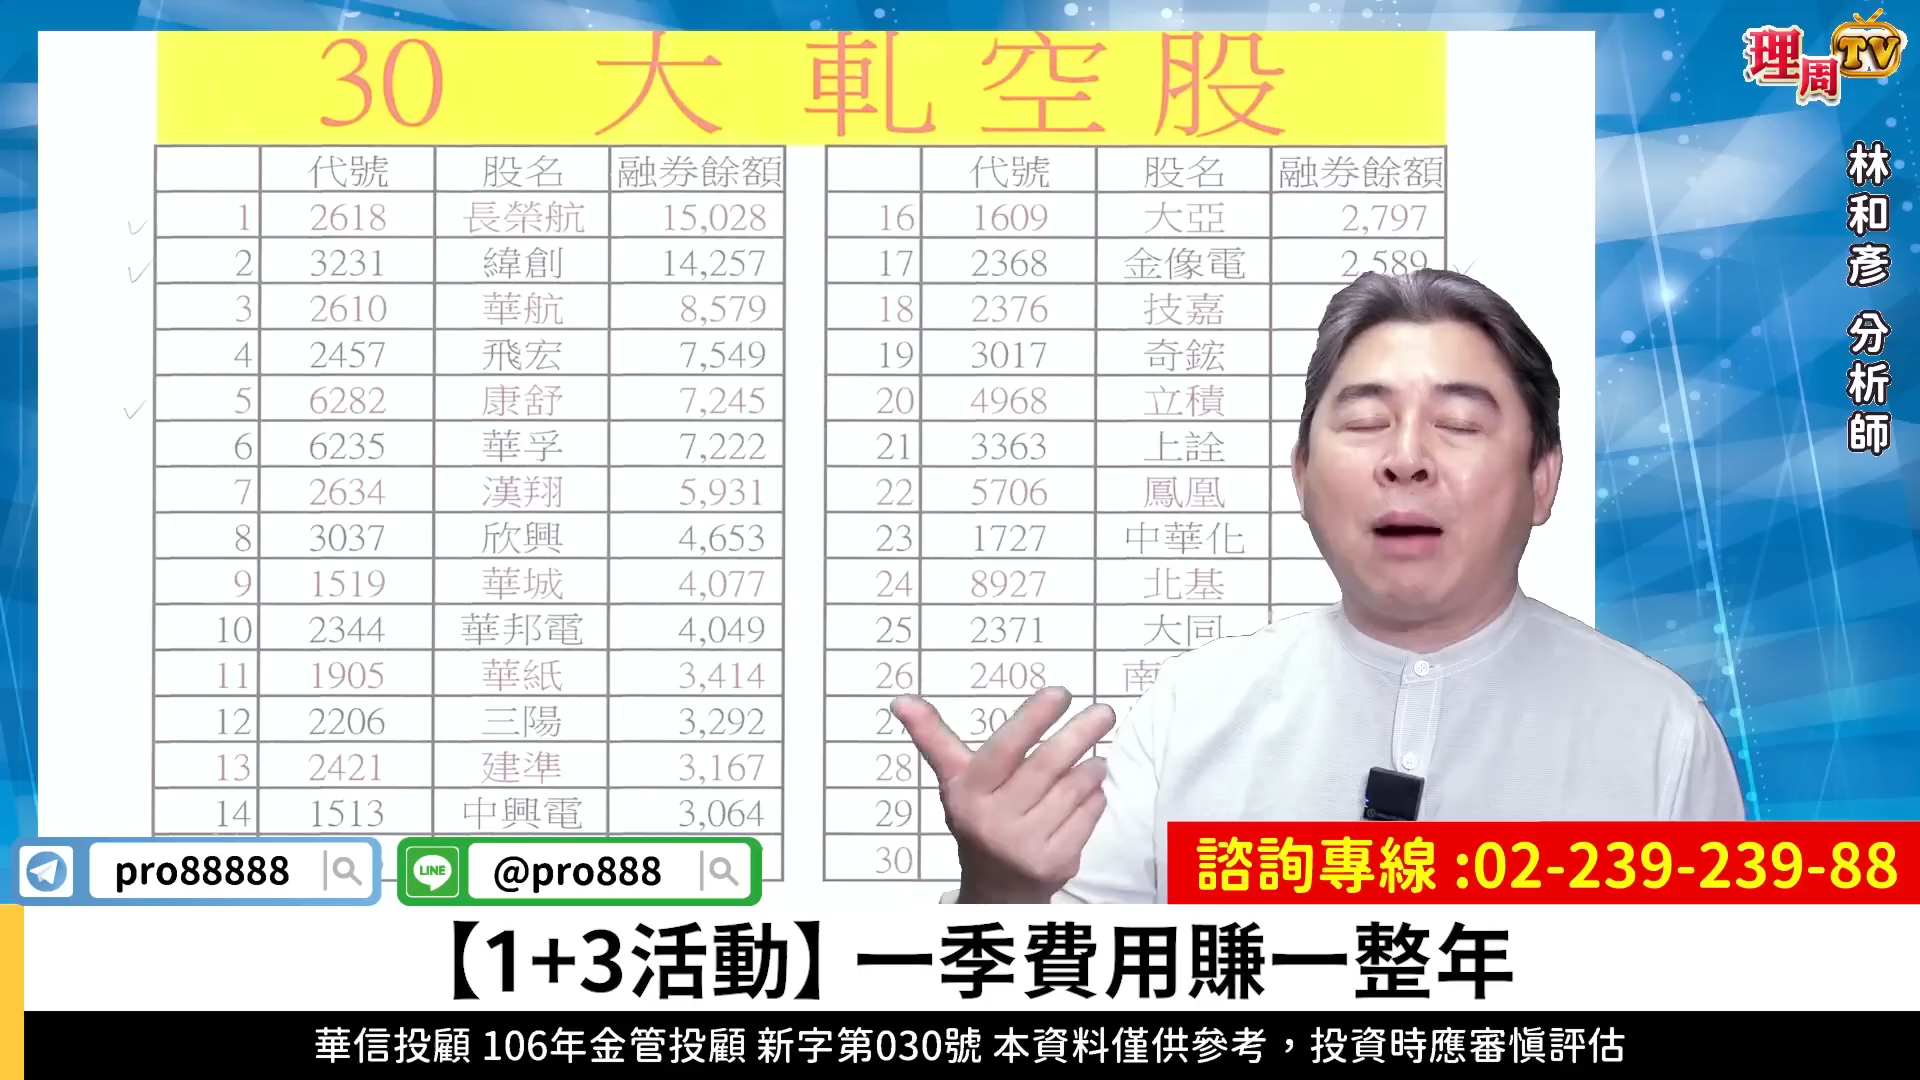 30 大軋空股
代號 股名 融券餘額
1 2618 長榮航 15,028
2 3231 緯創 14,257
3 2610 華航 8,579
4 2457 飛宏 7,549
5 6282 康舒 7,245
6 6235 華孚 7,222
7 2634 漢翔 5,931
8 3037 欣興 4,653
9 1519 華城 4,077
10 2344 華邦電 4,049
11 1905 華紙 3,414
12 2206 三陽 3,292
13 2421 建準 3,167
14 1513 中興電 3,064
代號 股名 融券餘額
16 1609 大亞 2,797
17 2368 金像電 2,589
18 2376 技嘉
19 3017 奇鋐
20 4968 立積
21 3363 上詮
22 5706 鳳凰
23 1727 中華化
24 8927 北基
25 2371 大同
26 2408 南
28
29
30
理周TV
林和彥 分析師
pro88888
LINE @pro888
諮詢專線:02-239-239-88
【1+3活動】一季費用賺一整年
華信投顧 106年金管投顧 新字第030號 本資料僅供參考，投資時應審慎評估